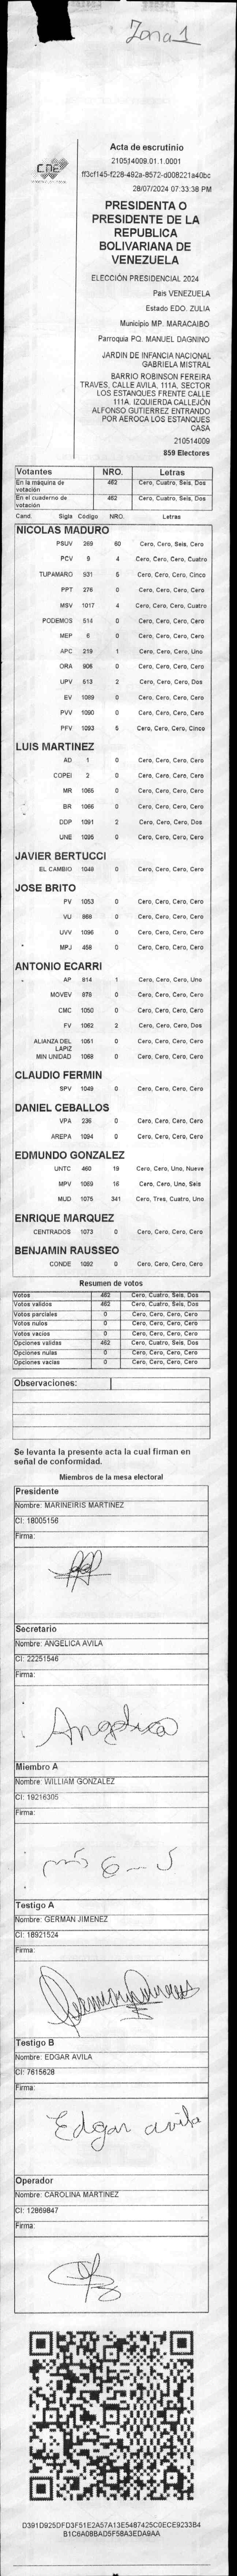 Zona 1
CNE
Acta de escrutinio
210514009.01.1.0001
ff3cf145-f228-492a-8572-d008221a40bc
28/07/2024 07:33:38 PM
PRESIDENTA O
PRESIDENTE DE LA
REPUBLICA
BOLIVARIANA DE
VENEZUELA
ELECCIÓN PRESIDENCIAL 2024
Pais VENEZUELA
Estado EDO. ZULIA
Municipio MP. MARACAIBO
Parroquia PQ. MANUEL DAGNINO
JARDIN DE INFANCIA NACIONAL
GABRIELA MISTRAL
BARRIO ROBINSON FEREIRA
TRAVES. CALLE AVILA, 111A, SECTOR
LOS ESTANQUES FRENTE CALLE
111A. IZQUIERDA CALLEJÓN
ALFONSO GUTIERREZ ENTRANDO
POR AEROCA LOS ESTANQUES
CASA
210514009
859 Electores
Votantes NRO. Letras
En la máquina de votación 462 Cero, Cuatro, Seis, Dos
En el cuaderno de votación 462 Cero, Cuatro, Seis, Dos
Cand. Sigla Código NRO. Letras
NICOLAS MADURO
PSUV 269 60 Cero, Cero, Seis, Cero
PCV 9 4 Cero, Cero, Cero, Cuatro
TUPAMARO 931 5 Cero, Cero, Cero, Cinco
PPT 276 0 Cero, Cero, Cero, Cero
MSV 1017 4 Cero, Cero, Cero, Cuatro
PODEMOS 514 0 Cero, Cero, Cero, Cero
MEP 6 0 Cero, Cero, Cero, Cero
APC 219 1 Cero, Cero, Cero, Uno
ORA 906 0 Cero, Cero, Cero, Cero
UPV 613 2 Cero, Cero, Cero, Dos
EV 1089 0 Cero, Cero, Cero, Cero
PVV 1090 0 Cero, Cero, Cero, Cero
PFV 1093 5 Cero, Cero, Cero, Cinco
LUIS MARTINEZ
AD 1 0 Cero, Cero, Cero, Cero
COPEI 2 0 Cero, Cero, Cero, Cero
MR 1065 0 Cero, Cero, Cero, Cero
BR 1066 0 Cero, Cero, Cero, Cero
DDP 1091 2 Cero, Cero, Cero, Dos
UNE 1095 0 Cero, Cero, Cero, Cero
JAVIER BERTUCCI
EL CAMBIO 1048 0 Cero, Cero, Cero, Cero
JOSE BRITO
PV 1053 0 Cero, Cero, Cero, Cero
VU 868 0 Cero, Cero, Cero, Cero
UVV 1096 0 Cero, Cero, Cero, Cero
MPJ 458 0 Cero, Cero, Cero, Cero
ANTONIO ECARRI
AP 914 1 Cero, Cero, Cero, Uno
MOVEV 878 0 Cero, Cero, Cero, Cero
CMC 1050 0 Cero, Cero, Cero, Cero
FV 1062 2 Cero, Cero, Cero, Dos
ALIANZA DEL LAPIZ 1051 0 Cero, Cero, Cero, Cero
MIN UNIDAD 1068 0 Cero, Cero, Cero, Cero
CLAUDIO FERMIN
SPV 1049 0 Cero, Cero, Cero, Cero
DANIEL CEBALLOS
VPA 236 0 Cero, Cero, Cero, Cero
AREPA 1094 0 Cero, Cero, Cero, Cero
EDMUNDO GONZALEZ
UNTC 460 19 Cero, Cero, Uno, Nueve
MPV 1069 16 Cero, Cero, Uno, Seis
MUD 1075 341 Cero, Tres, Cuatro, Uno
ENRIQUE MARQUEZ
CENTRADOS 1073 0 Cero, Cero, Cero, Cero
BENJAMIN RAUSSEO
CONDE 1092 0 Cero, Cero, Cero, Cero
Resumen de votos
Votos 462 Cero, Cuatro, Seis, Dos
Votos validos 462 Cero, Cuatro, Seis, Dos
Votos parciales 0 Cero, Cero, Cero, Cero
Votos nulos 0 Cero, Cero, Cero, Cero
Votos vacios 0 Cero, Cero, Cero, Cero
Opciones validas 462 Cero, Cuatro, Seis, Dos
Opciones nulas 0 Cero, Cero, Cero, Cero
Opciones vacias 0 Cero, Cero, Cero, Cero
Observaciones:
Se levanta la presente acta la cual firman en
señal de conformidad.
Miembros de la mesa electoral
Presidente
Nombre: MARINEIRIS MARTINEZ
CI: 18005156
Firma:
Secretario
Nombre: ANGELICA AVILA
CI: 22251546
Firma:
Angelica
Miembro A
Nombre: WILLIAM GONZALEZ
CI: 19216305
Firma:
Testigo A
Nombre: GERMAN JIMENEZ
CI: 18921524
Firma:
Testigo B
Nombre: EDGAR AVILA
CI: 7615628
Firma:
Edgar avila
Operador
Nombre: CAROLINA MARTINEZ
CI: 12869847
Firma:
D391D925DFD3F51E2A57A13E5487425C0ECE9233B4
B1C6A08BAD5F58A3EDA9AA